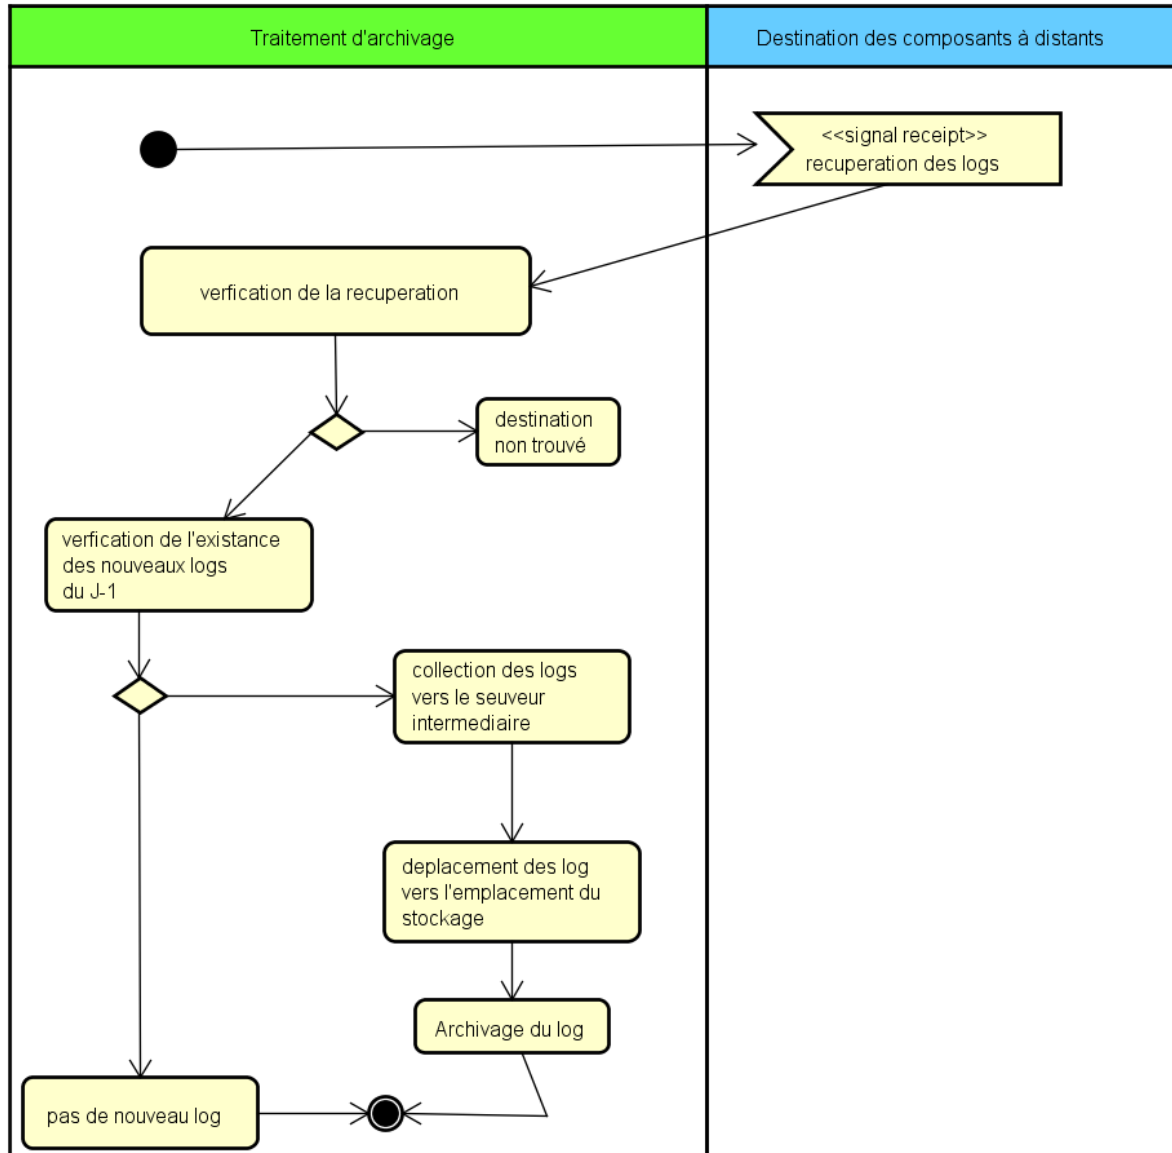 Traitement d'archivage
Destination des composants à distants
<<signal receipt>>
recuperation des logs
verfication de la recuperation
destination
non trouvé
verfication de l'existance
des nouveaux logs
du J-1
collection des logs
vers le seuveur
intermediaire
deplacement des log
vers l'emplacement du
stockage
Archivage du log
pas de nouveau log